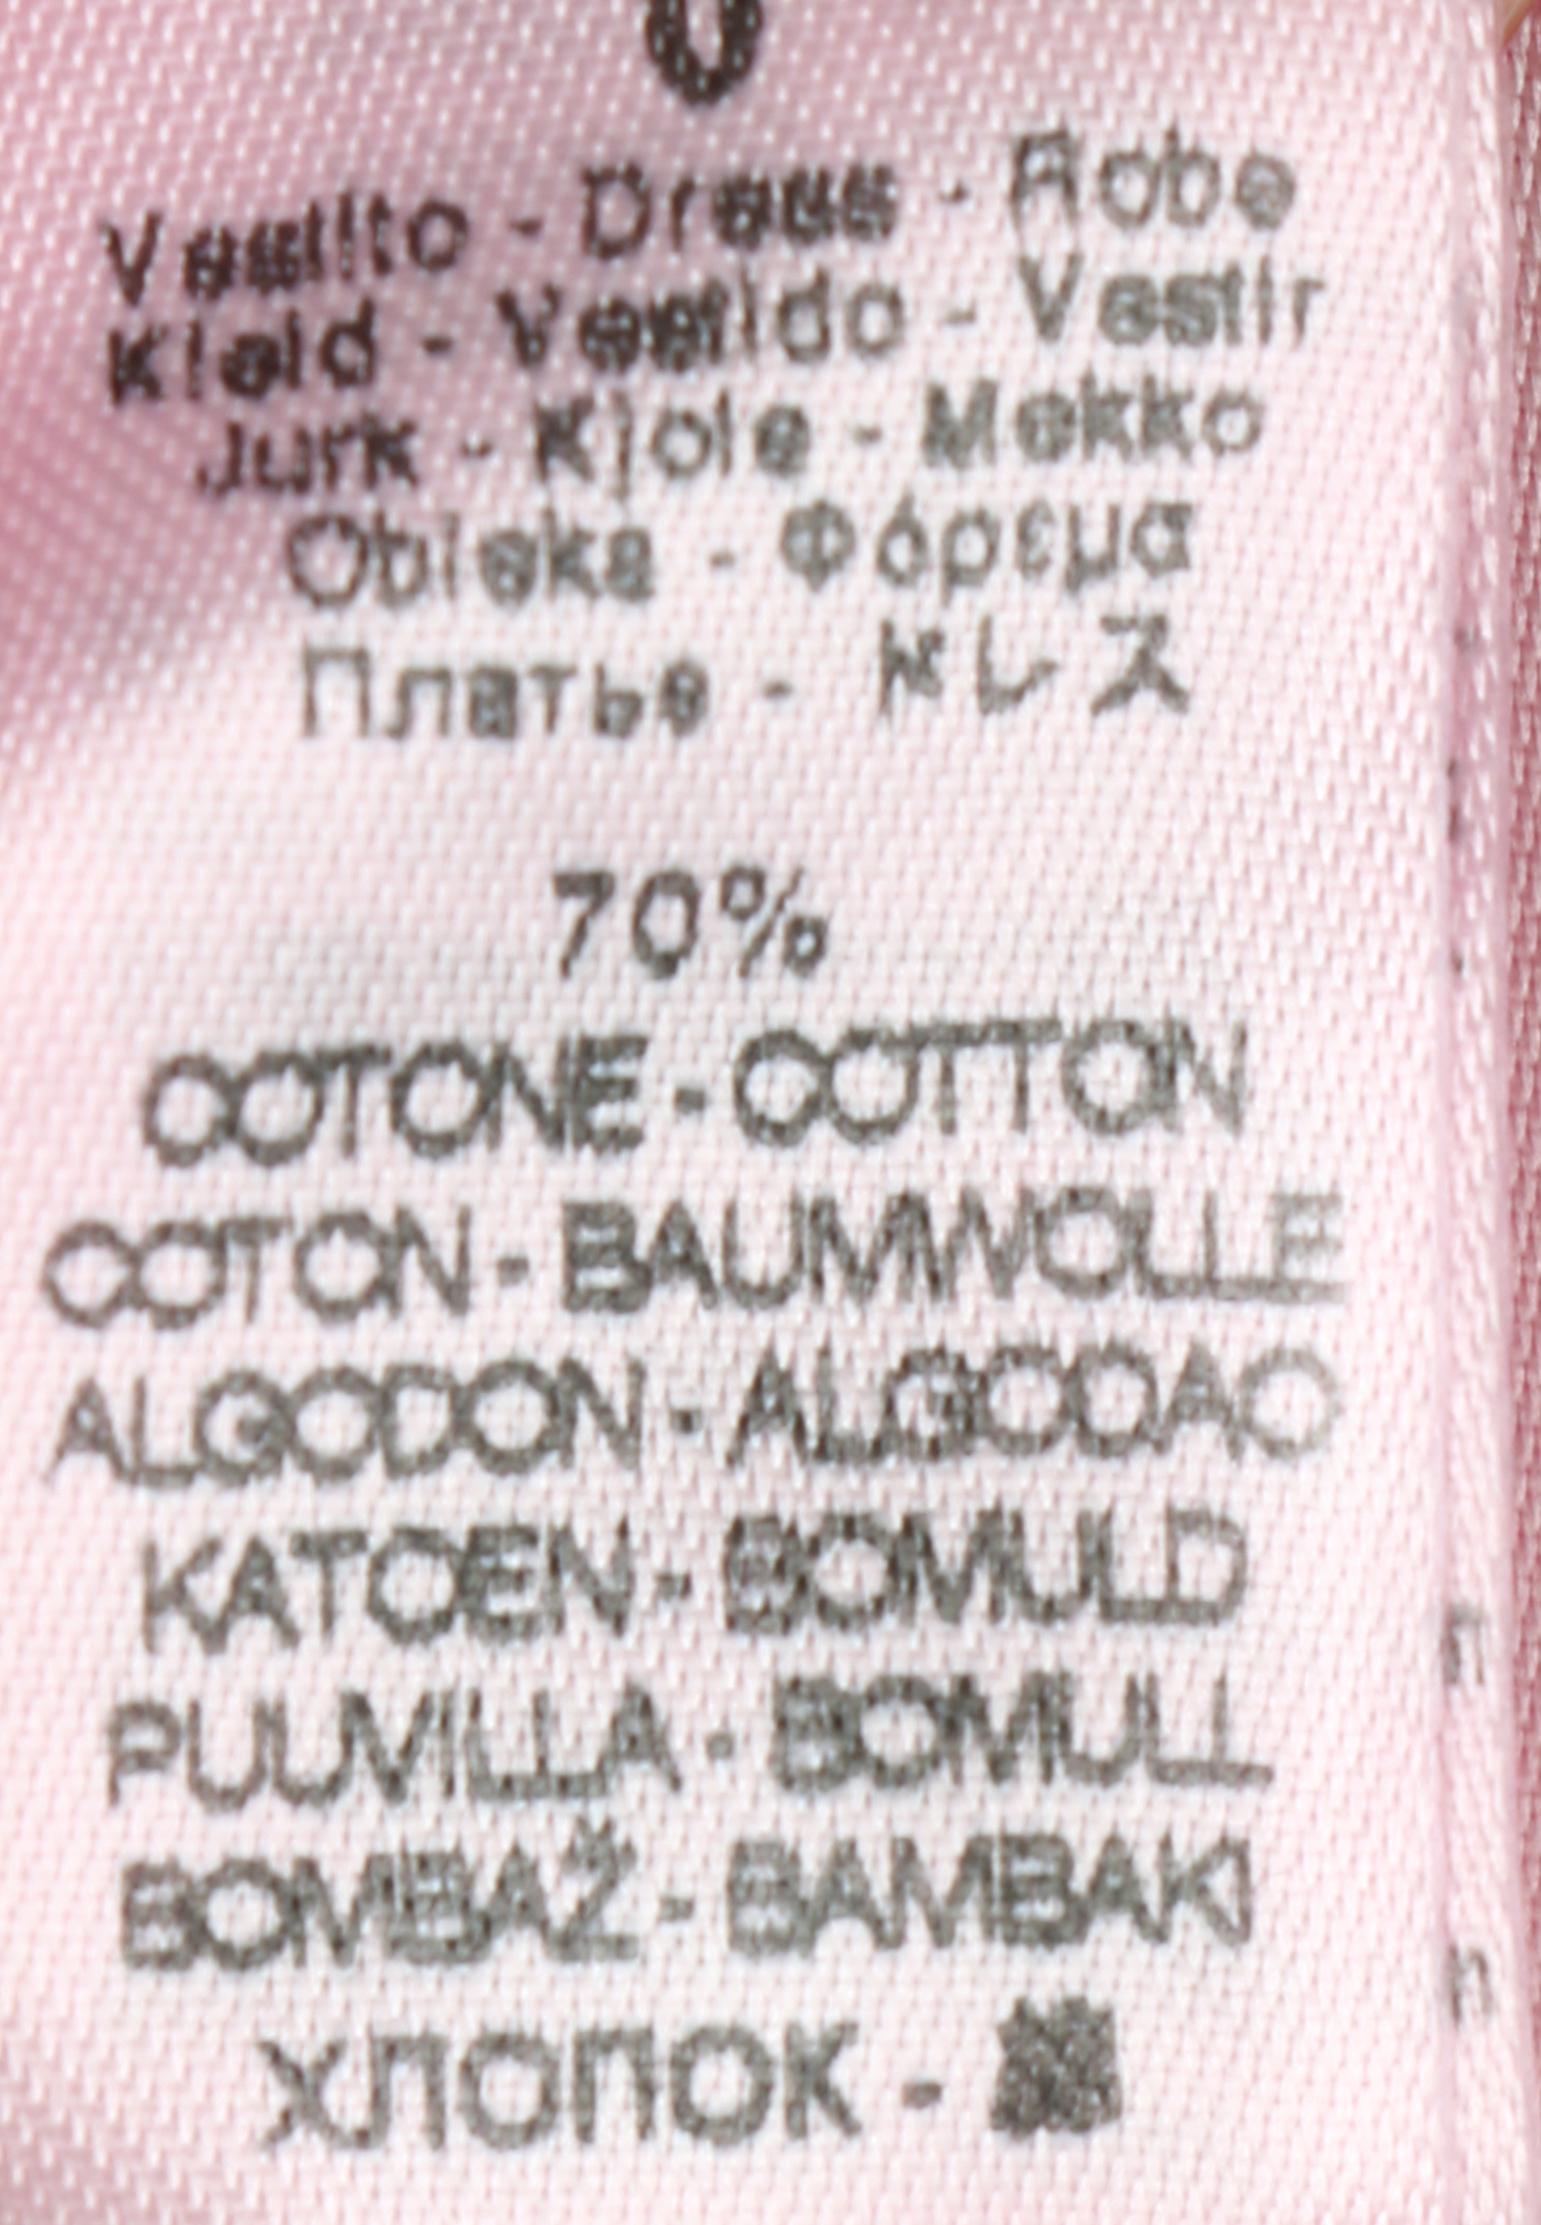 0
Vestito - Dress - Robe
Kleid - Vestido - Vestir
Jurk - Kjole - Mekko
Obleka - Φόρεμα
Платье - ドレス
70%
COTONE - COTTON
COTON - BAUMWOLLE
ALGODON - ALGODAO
KATOEN - BOMULD
PUUVILLA - BOMULL
BOMBAŽ - BAMBAKI
ХЛОПОК -